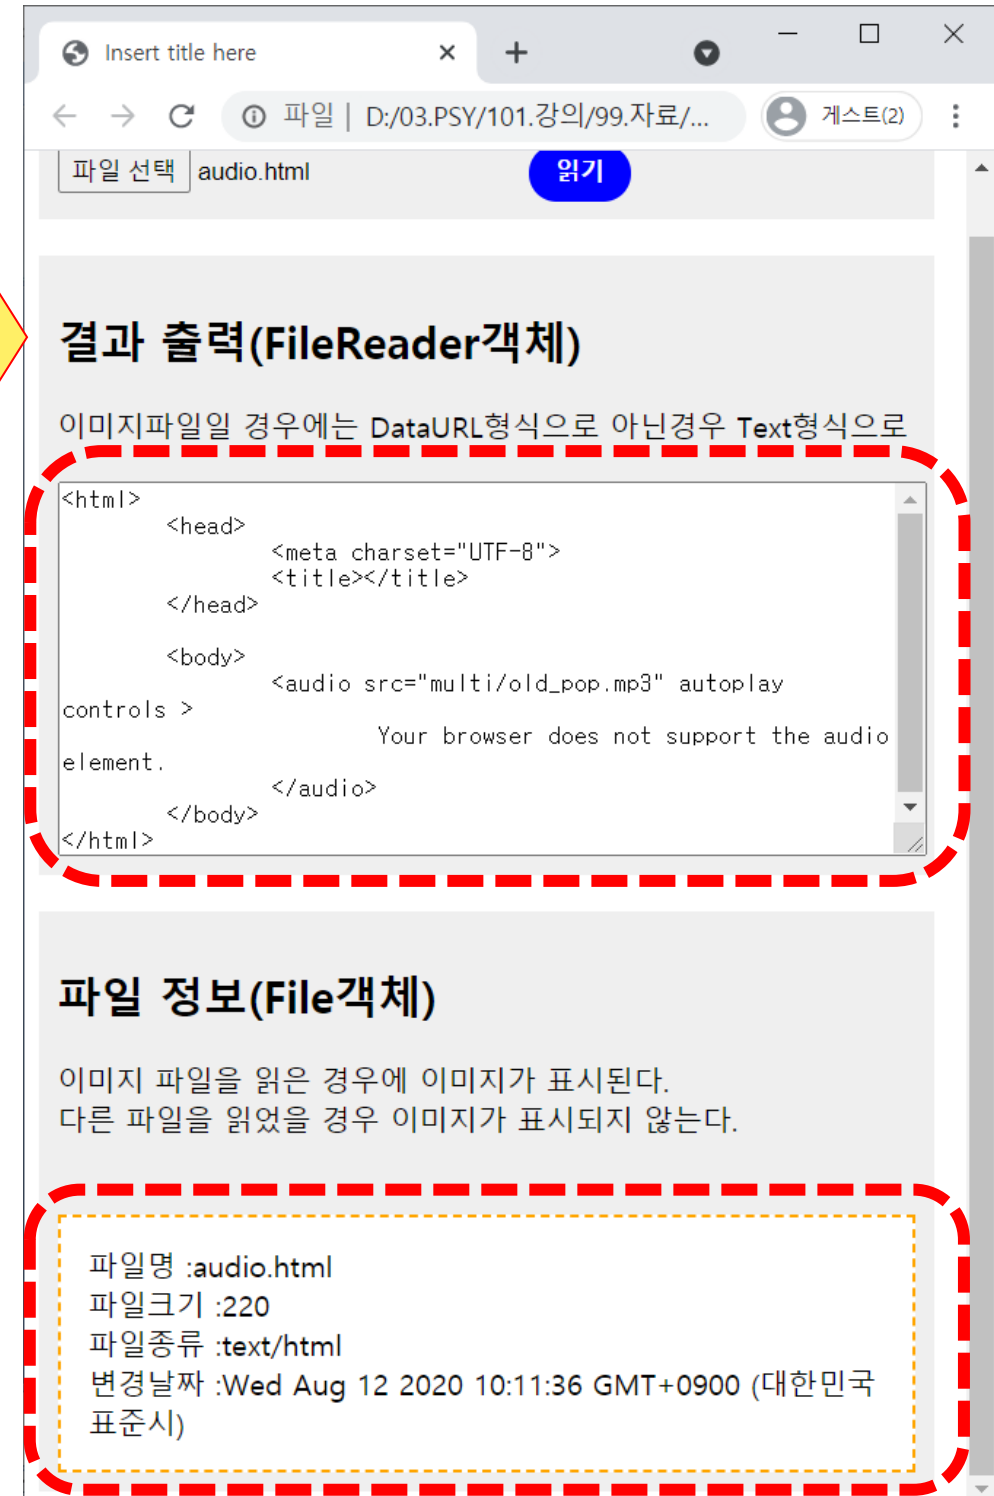 Insert title here
파일 | D:/03.PSY/101.강의/99.자료/...
게스트(2)
파일 선택 audio.html
읽기
결과 출력(FileReader객체)
이미지파일일 경우에는 DataURL형식으로 아닌경우 Text형식으로
<html>
<head>
<meta charset="UTF-8">
<title></title>
</head>
<body>
<audio src="multi/old_pop.mp3" autoplay
controls >
Your browser does not support the audio
element.
</audio>
</body>
</html>
파일 정보(File객체)
이미지 파일을 읽은 경우에 이미지가 표시된다.
다른 파일을 읽었을 경우 이미지가 표시되지 않는다.
파일명 :audio.html
파일크기 :220
파일종류 :text/html
변경날짜 :Wed Aug 12 2020 10:11:36 GMT+0900 (대한민국
표준시)